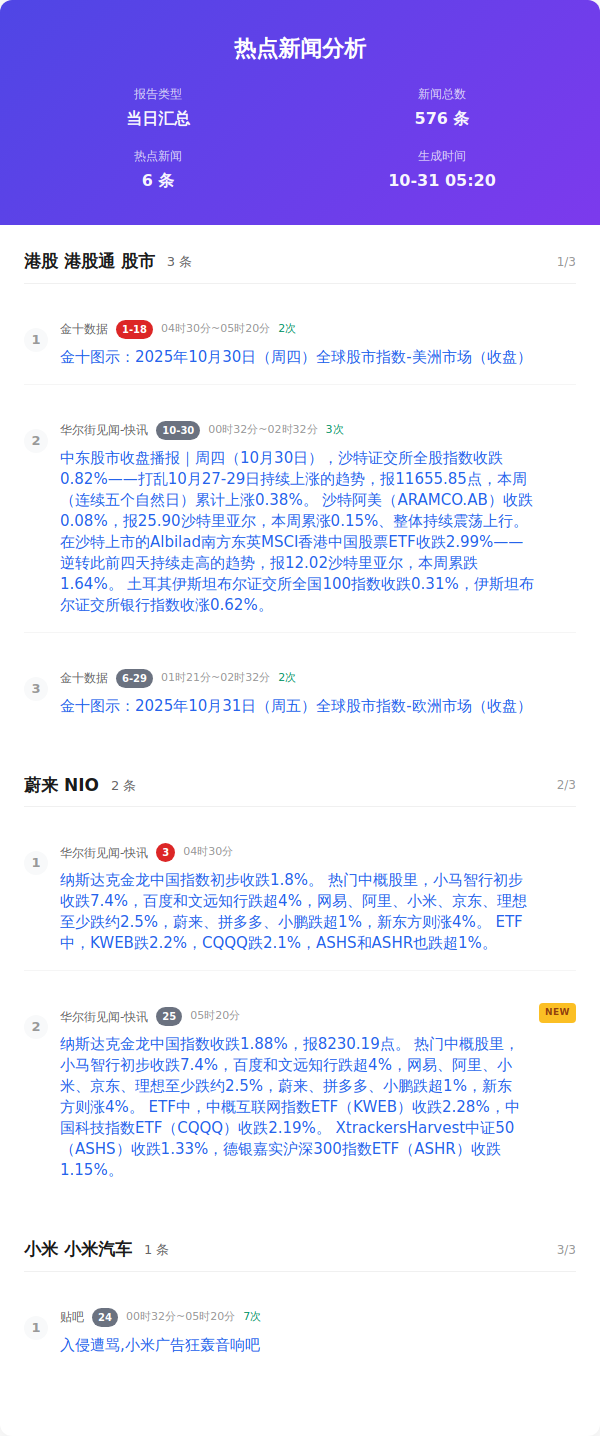 热点新闻分析
报告类型
当日汇总
新闻总数
576 条
热点新闻
6 条
生成时间
10-31 05:20
港股 港股通 股市 3 条 1/3
1
金十数据 1-18 04时30分~05时20分 2次
金十图示：2025年10月30日（周四）全球股市指数-美洲市场（收盘）
2
华尔街见闻-快讯 10-30 00时32分~02时32分 3次
中东股市收盘播报｜周四（10月30日），沙特证交所全股指数收跌
0.82%——打乱10月27-29日持续上涨的趋势，报11655.85点，本周
（连续五个自然日）累计上涨0.38%。 沙特阿美（ARAMCO.AB）收跌
0.08%，报25.90沙特里亚尔，本周累涨0.15%、整体持续震荡上行。
在沙特上市的Albilad南方东英MSCI香港中国股票ETF收跌2.99%——
逆转此前四天持续走高的趋势，报12.02沙特里亚尔，本周累跌
1.64%。 土耳其伊斯坦布尔证交所全国100指数收跌0.31%，伊斯坦布
尔证交所银行指数收涨0.62%。
3
金十数据 6-29 01时21分~02时32分 2次
金十图示：2025年10月31日（周五）全球股市指数-欧洲市场（收盘）
蔚来 NIO 2 条 2/3
1
华尔街见闻-快讯 3 04时30分
纳斯达克金龙中国指数初步收跌1.8%。 热门中概股里，小马智行初步
收跌7.4%，百度和文远知行跌超4%，网易、阿里、小米、京东、理想
至少跌约2.5%，蔚来、拼多多、小鹏跌超1%，新东方则涨4%。 ETF
中，KWEB跌2.2%，CQQQ跌2.1%，ASHS和ASHR也跌超1%。
2
华尔街见闻-快讯 25 05时20分 NEW
纳斯达克金龙中国指数收跌1.88%，报8230.19点。 热门中概股里，
小马智行初步收跌7.4%，百度和文远知行跌超4%，网易、阿里、小
米、京东、理想至少跌约2.5%，蔚来、拼多多、小鹏跌超1%，新东
方则涨4%。 ETF中，中概互联网指数ETF（KWEB）收跌2.28%，中
国科技指数ETF（CQQQ）收跌2.19%。 XtrackersHarvest中证50
（ASHS）收跌1.33%，德银嘉实沪深300指数ETF（ASHR）收跌
1.15%。
小米 小米汽车 1 条 3/3
1
贴吧 24 00时32分~05时20分 7次
入侵遭骂,小米广告狂轰音响吧